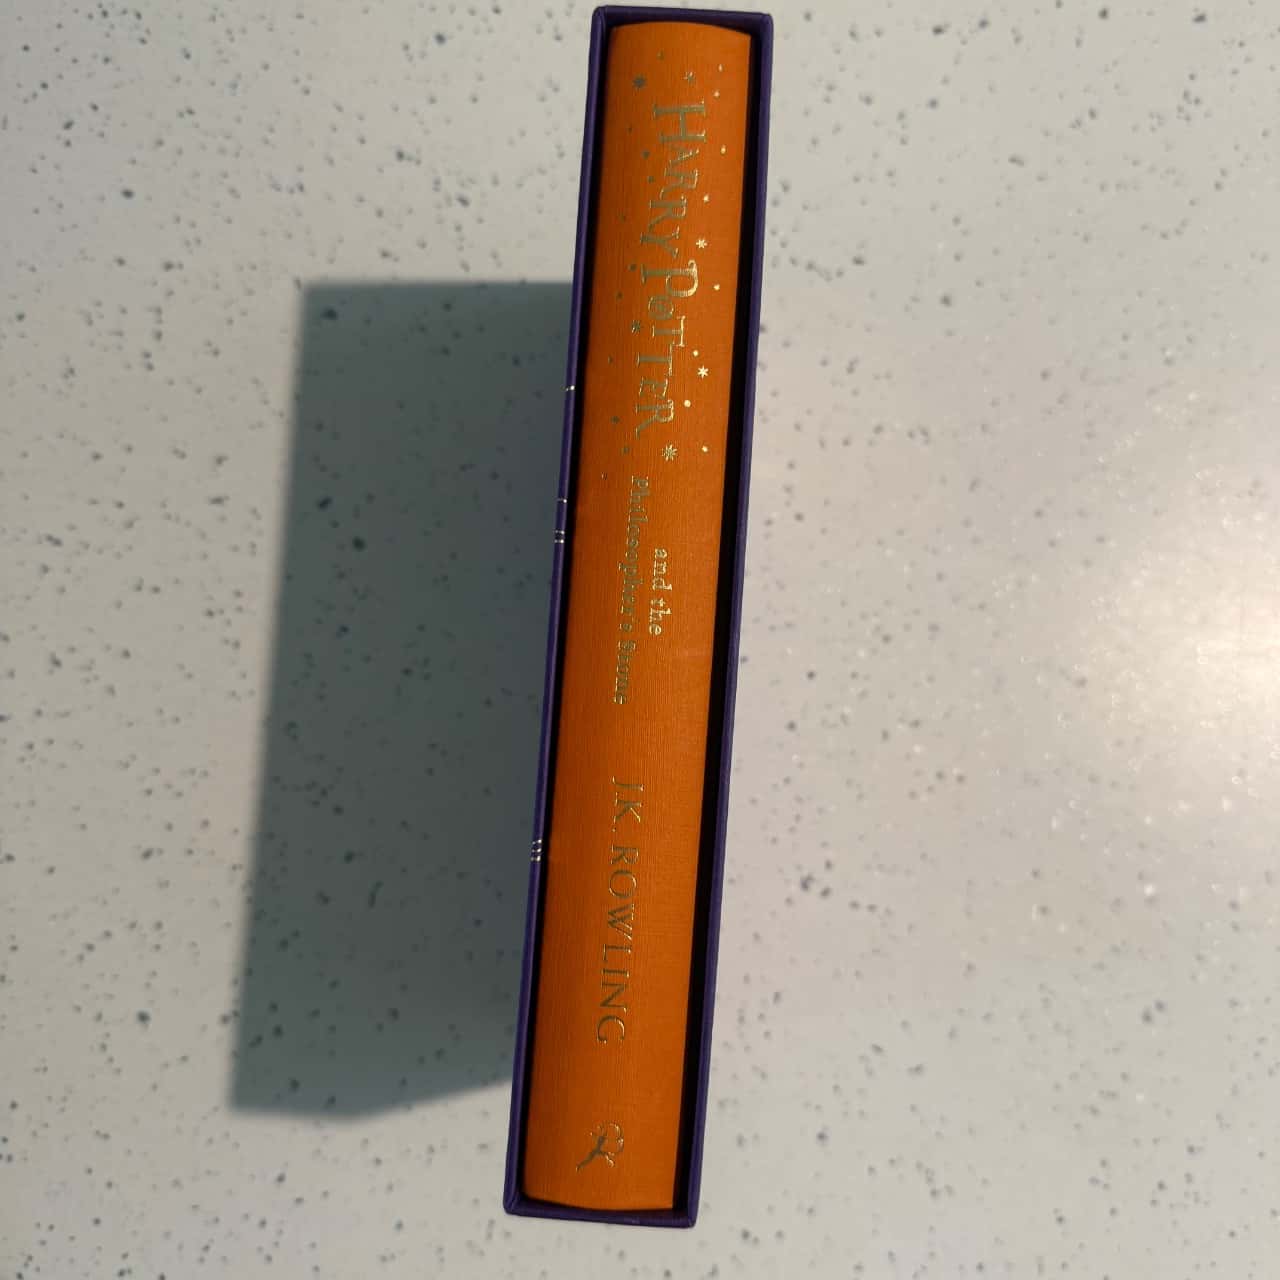 HARRY POTTER
and the
Philosopher's Stone
J.K. ROWLING